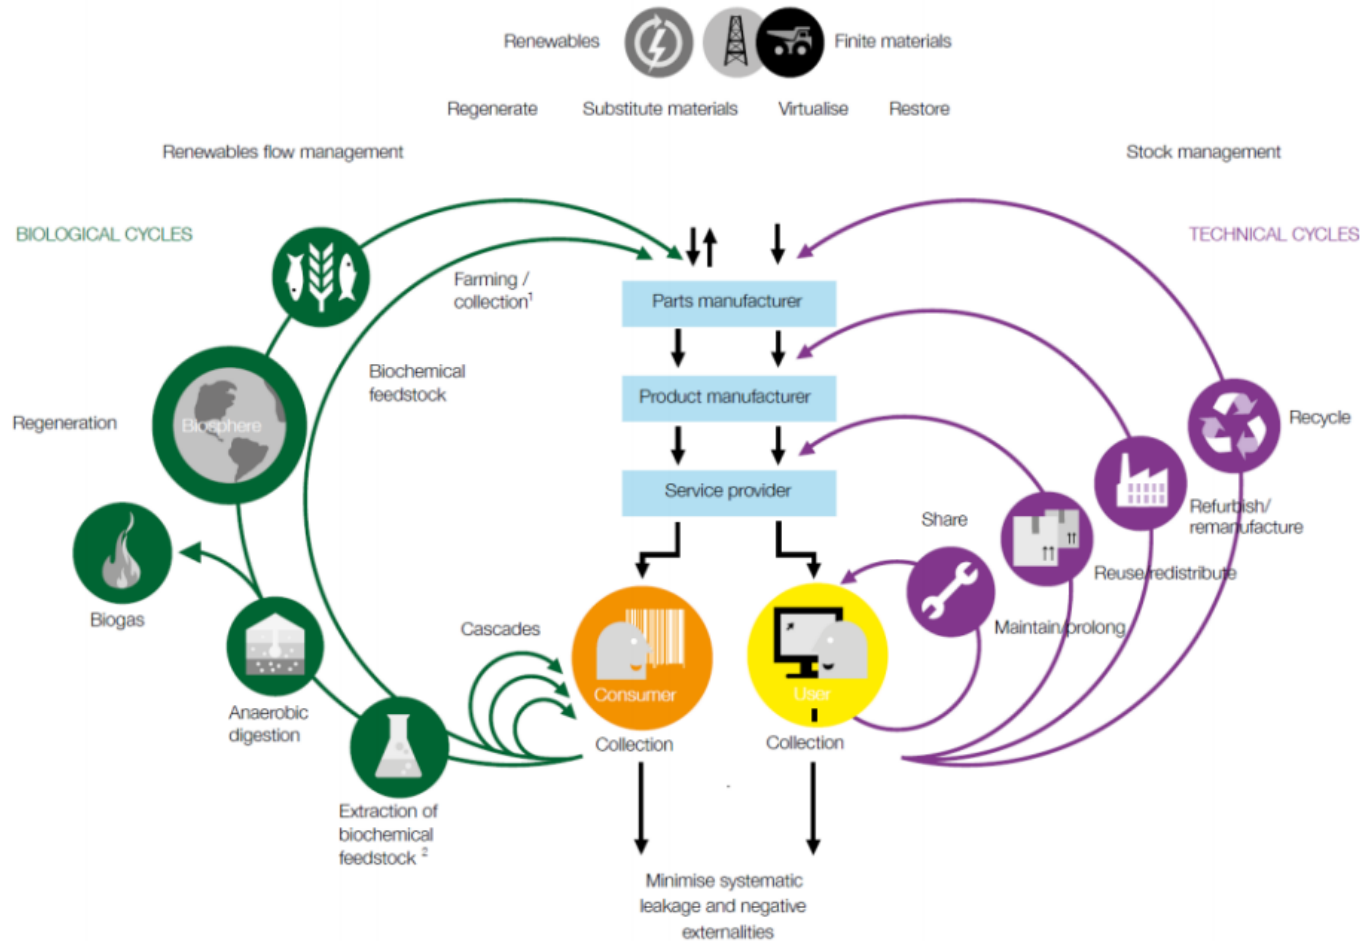 Renewables
Finite materials
Regenerate
Substitute materials
Virtualise
Restore
Renewables flow management
Stock management
BIOLOGICAL CYCLES
TECHNICAL CYCLES
Farming /
collection1
Parts manufacturer
Biochemical
feedstock
Product manufacturer
Regeneration
Biosphere
Recycle
Service provider
Refurbish/
remanufacture
Share
Reuse/redistribute
Biogas
Cascades
Maintain/prolong
Consumer
User
Anaerobic
digestion
Collection
Collection
Extraction of
biochemical
feedstock 2
Minimise systematic
leakage and negative
externalities